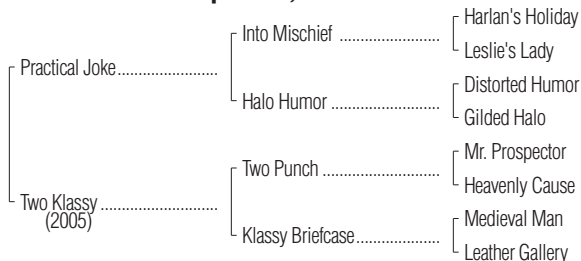 Harlan's Holiday
Into Mischief ....................
Leslie's Lady
Practical Joke.......................
Distorted Humor
Halo Humor ......................
Gilded Halo
Mr. Prospector
Two Punch ........................
Heavenly Cause
Two Klassy ...........................
(2005)
Medieval Man
Klassy Briefcase...................
Leather Gallery